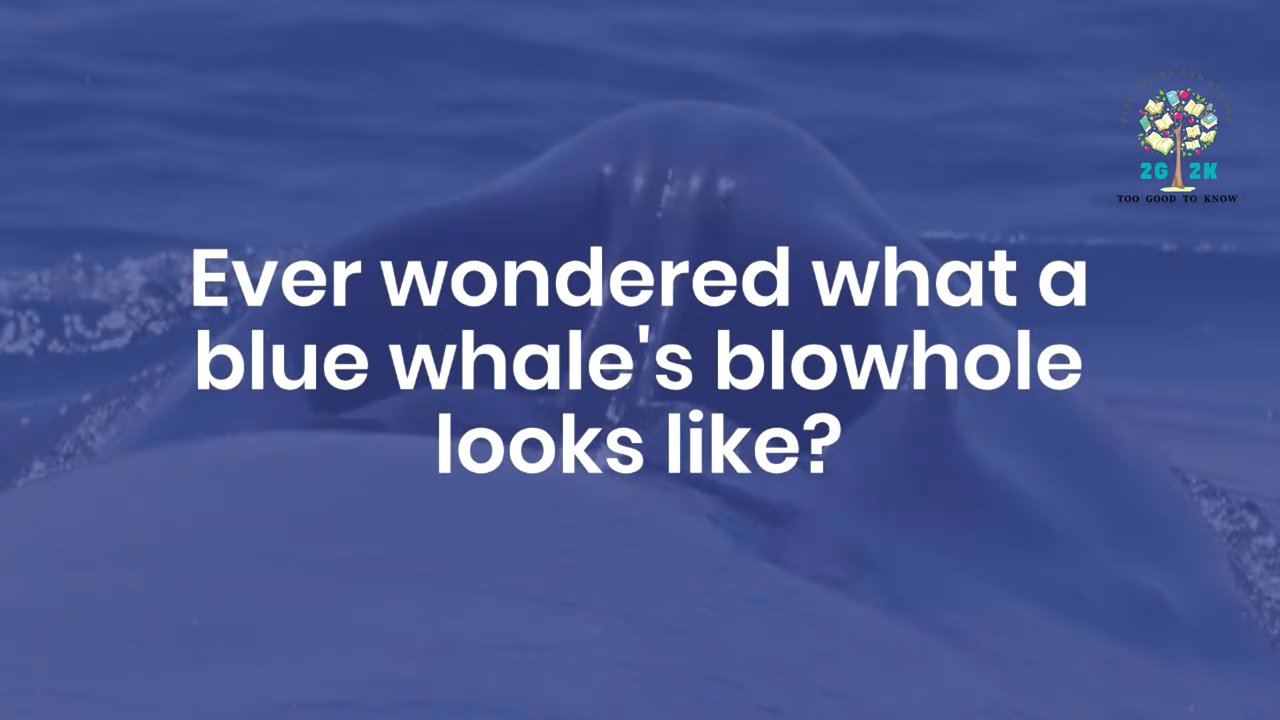 2G 2K
TOO GOOD TO KNOW
Ever wondered what a
blue whale's blowhole
looks like?